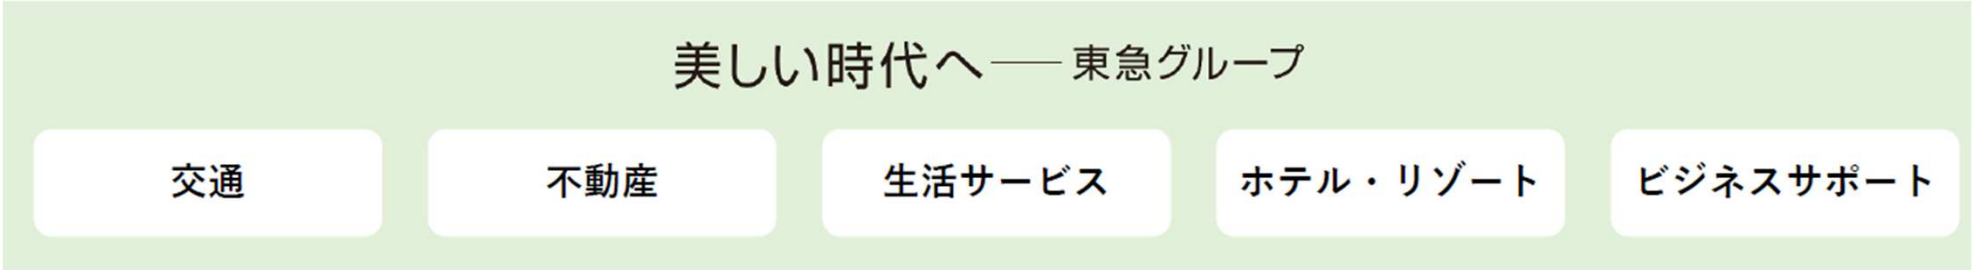 美しい時代へ——東急グループ
交通
不動産
生活サービス
ホテル・リゾート
ビジネスサポート